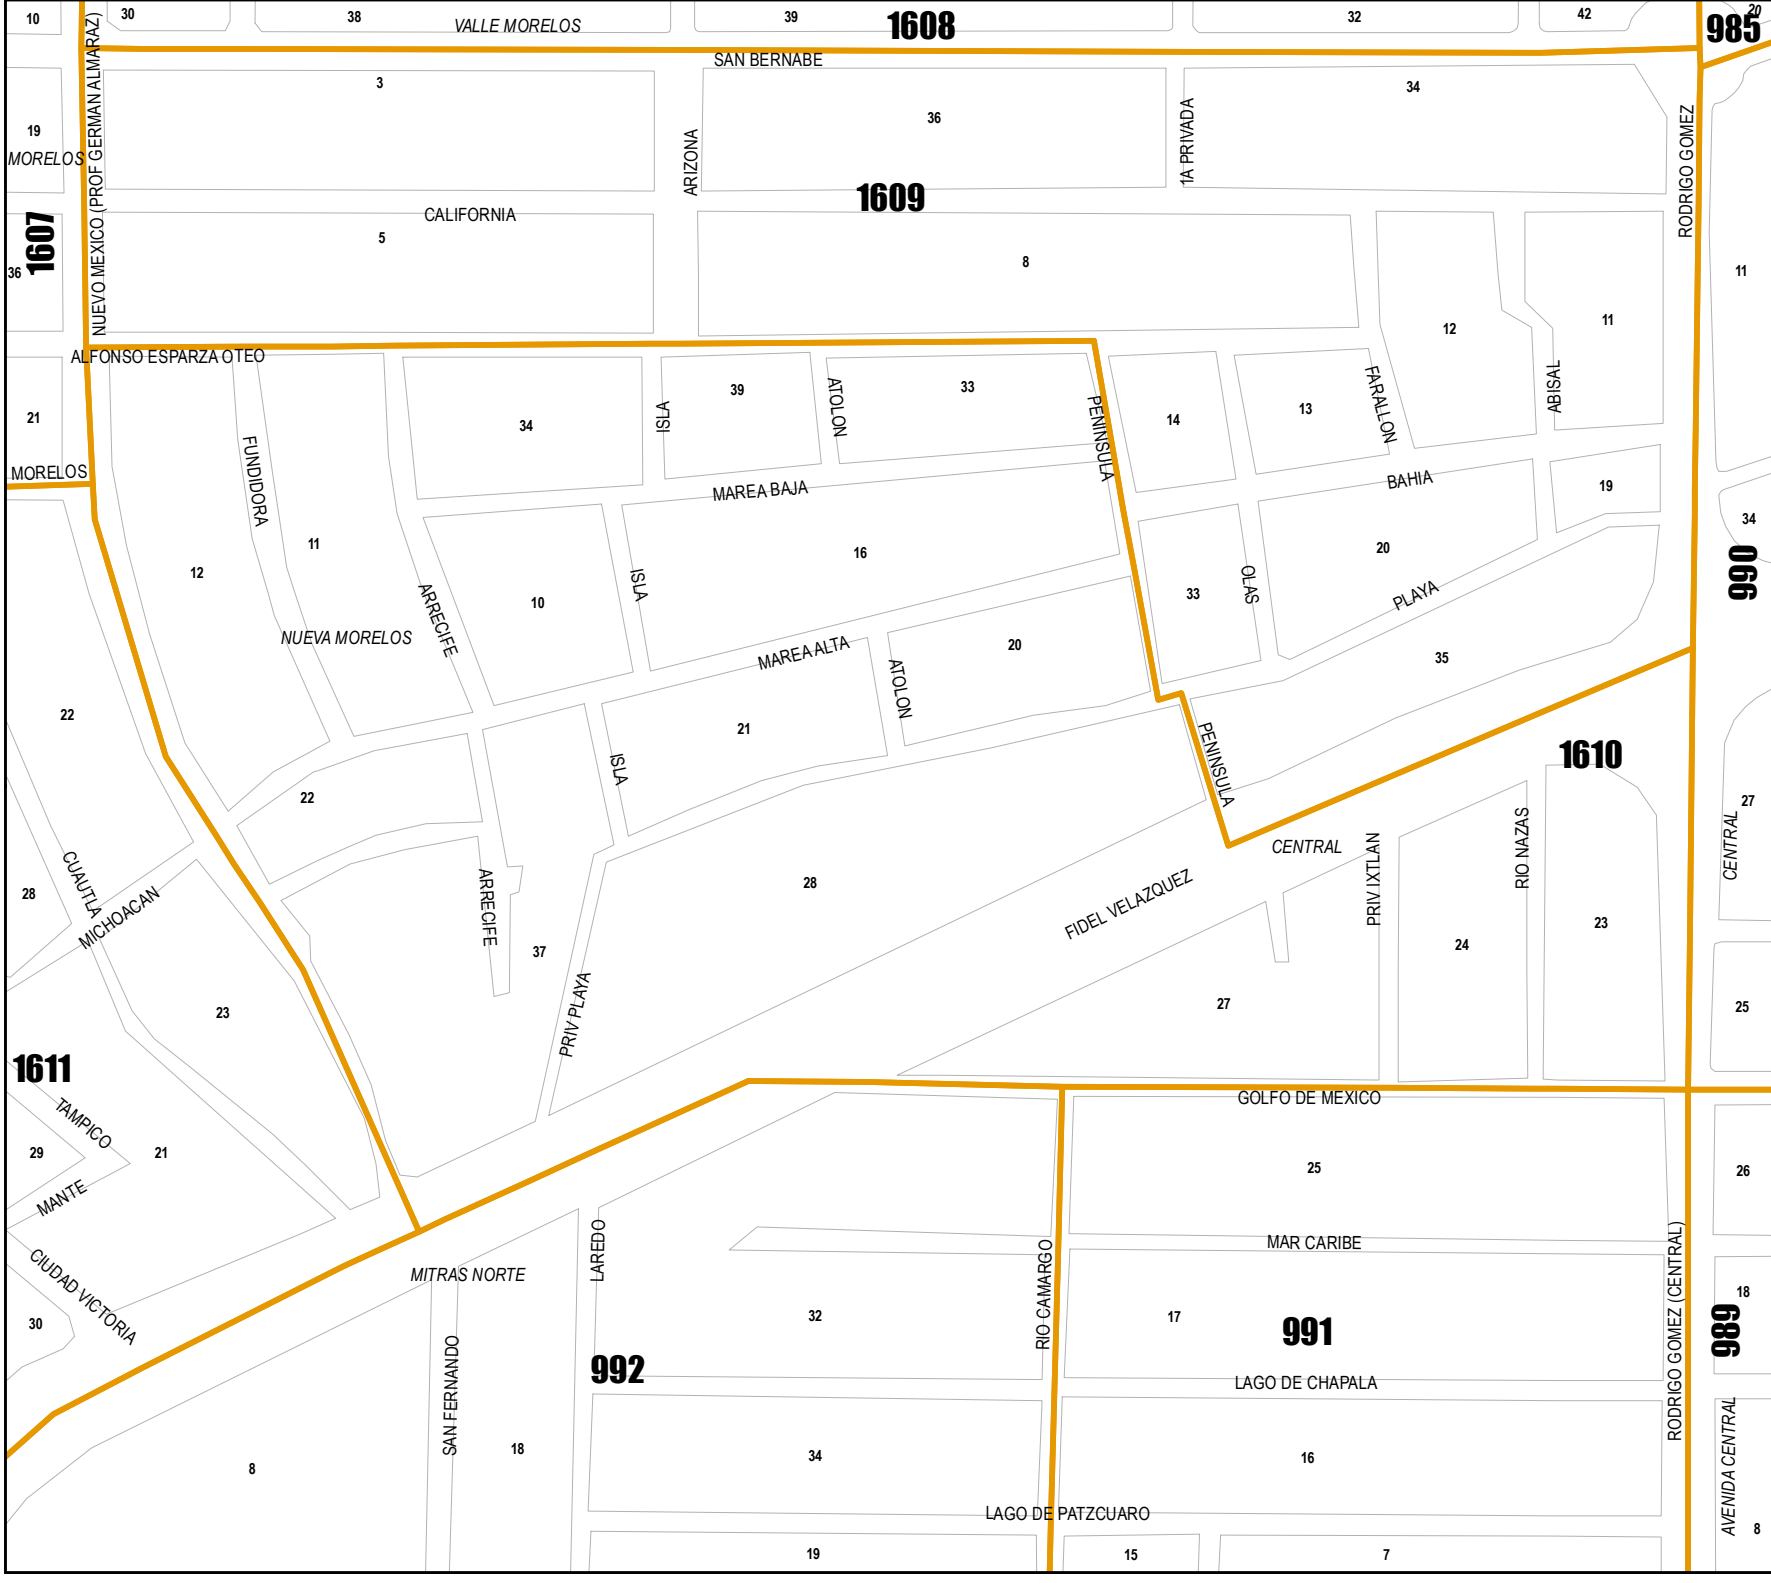 10
30
38
VALLE MORELOS
39
1608
32
42
20
985
SAN BERNABE
3
36
34
19
MORELOS
NUEVO MEXICO (PROF GERMAN ALMARAZ)
ARIZONA
1A PRIVADA
RODRIGO GOMEZ
1609
CALIFORNIA
1607
36
5
8
12
11
11
ALFONSO ESPARZA OTEO
21
MORELOS
FUNDIDORA
34
ISLA
39
ATOLON
33
PENINSULA
14
13
FARALLON
ABISAL
MAREA BAJA
BAHIA
19
34
990
12
11
NUEVA MORELOS
ARRECIFE
10
ISLA
16
33
OLAS
20
PLAYA
35
MAREA ALTA
ATOLON
20
22
21
ISLA
PENINSULA
1610
22
28
27
CENTRAL
CENTRAL
28
CUAUTLA
MICHOACAN
ARRECIFE
37
PRIV PLAYA
FIDEL VELAZQUEZ
PRIV IXTLAN
RIO NAZAS
24
23
23
27
25
1611
TAMPICO
29
21
MANTE
GOLFO DE MEXICO
25
26
CIUDAD VICTORIA
30
MITRAS NORTE
LAREDO
RIO CAMARGO
MAR CARIBE
RODRIGO GOMEZ (CENTRAL)
18
989
32
17
991
992
SAN FERNANDO
LAGO DE CHAPALA
8
18
34
16
AVENIDA CENTRAL
LAGO DE PATZCUARO
19
15
7
8